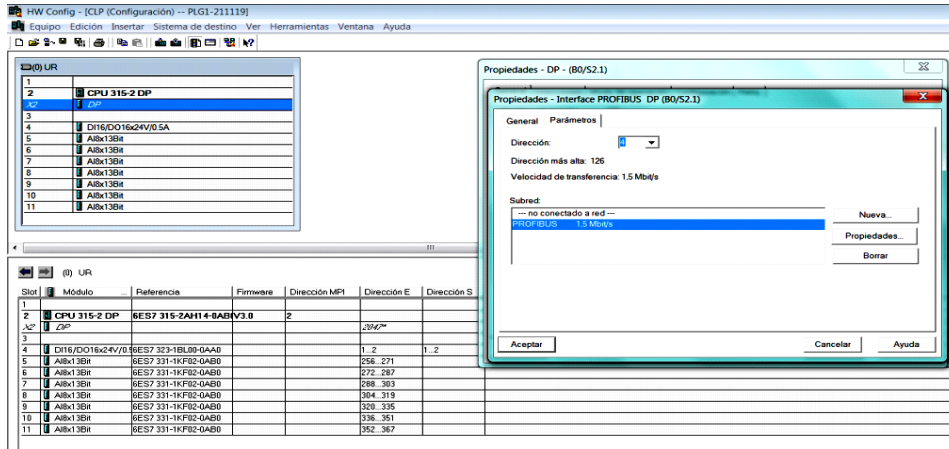 HW Config - [CLP (Configuración) -- PLG1-211119]
Equipo Edición Insertar Sistema de destino Ver Herramientas Ventana Ayuda
(0) UR
1
2 CPU 315-2 DP
X2 DP
3
4 DI16/DO16x24V/0.5A
5 AI8x13Bit
6 AI8x13Bit
7 AI8x13Bit
8 AI8x13Bit
9 AI8x13Bit
10 AI8x13Bit
11 AI8x13Bit
Propiedades - DP - (B0/S2.1)
Propiedades - Interface PROFIBUS DP (B0/S2.1)
General Parámetros
Dirección: 4
Dirección más alta: 126
Velocidad de transferencia: 1.5 Mbit/s
Subred:
--- no conectado a red ---
PROFIBUS 1.5 Mbit/s
Nueva...
Propiedades...
Borrar
Aceptar Cancelar Ayuda
(0) UR
Slot Módulo ... Referencia Firmware Dirección MPI Dirección E Dirección S
1
2 CPU 315-2 DP 6ES7 315-2AH14-0AB0 V3.0 2
X2 DP 2047*
3
4 DI16/DO16x24V/0.5 6ES7 323-1BL00-0AA0 1...2 1...2
5 AI8x13Bit 6ES7 331-1KF02-0AB0 256...271
6 AI8x13Bit 6ES7 331-1KF02-0AB0 272...287
7 AI8x13Bit 6ES7 331-1KF02-0AB0 288...303
8 AI8x13Bit 6ES7 331-1KF02-0AB0 304...319
9 AI8x13Bit 6ES7 331-1KF02-0AB0 320...335
10 AI8x13Bit 6ES7 331-1KF02-0AB0 336...351
11 AI8x13Bit 6ES7 331-1KF02-0AB0 352...367